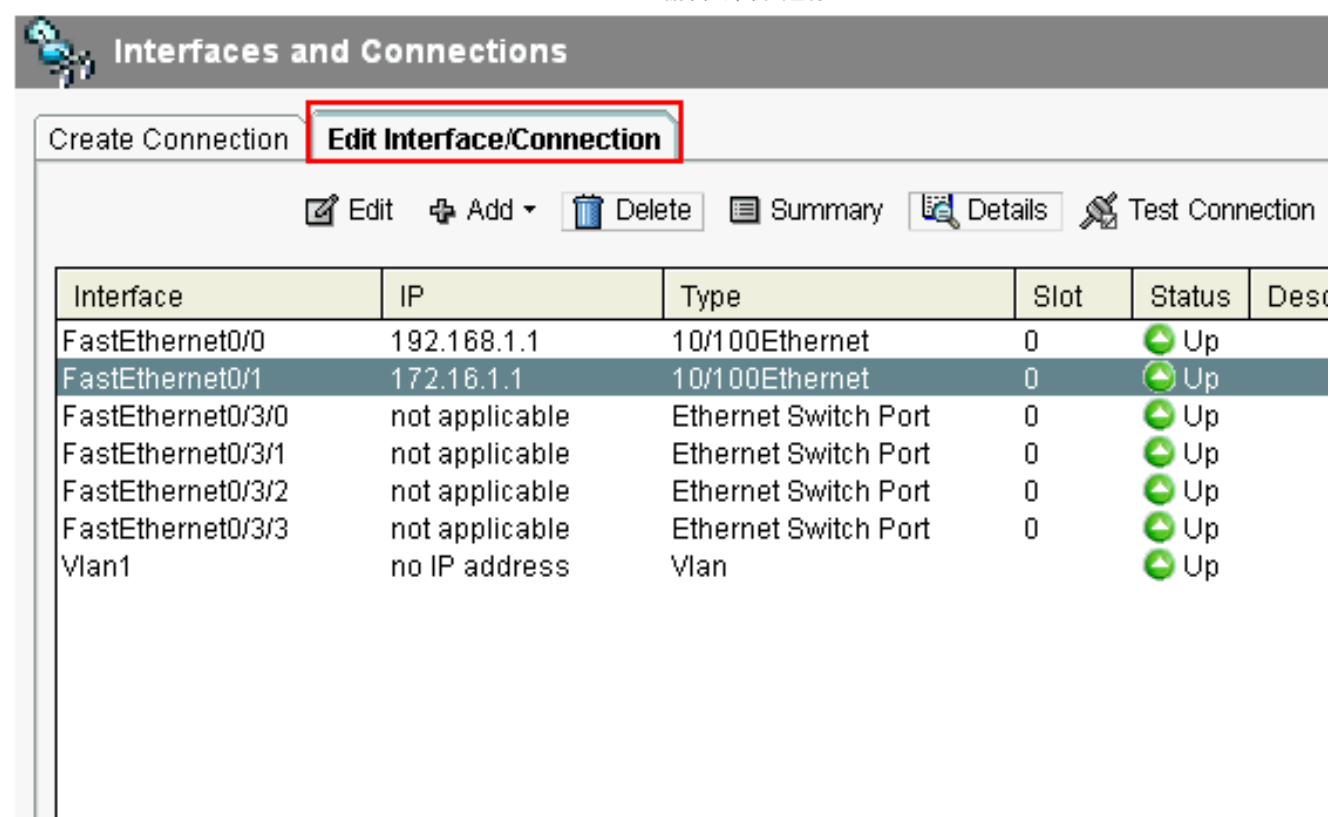 Interfaces and Connections
Create Connection Edit Interface/Connection
Edit Add Delete Summary Details Test Connection
Interface IP Type Slot Status
FastEthernet0/0 192.168.1.1 10/100Ethernet 0 Up
FastEthernet0/1 172.16.1.1 10/100Ethernet 0 Up
FastEthernet0/3/0 not applicable Ethernet Switch Port 0 Up
FastEthernet0/3/1 not applicable Ethernet Switch Port 0 Up
FastEthernet0/3/2 not applicable Ethernet Switch Port 0 Up
FastEthernet0/3/3 not applicable Ethernet Switch Port 0 Up
Vlan1 no IP address Vlan Up